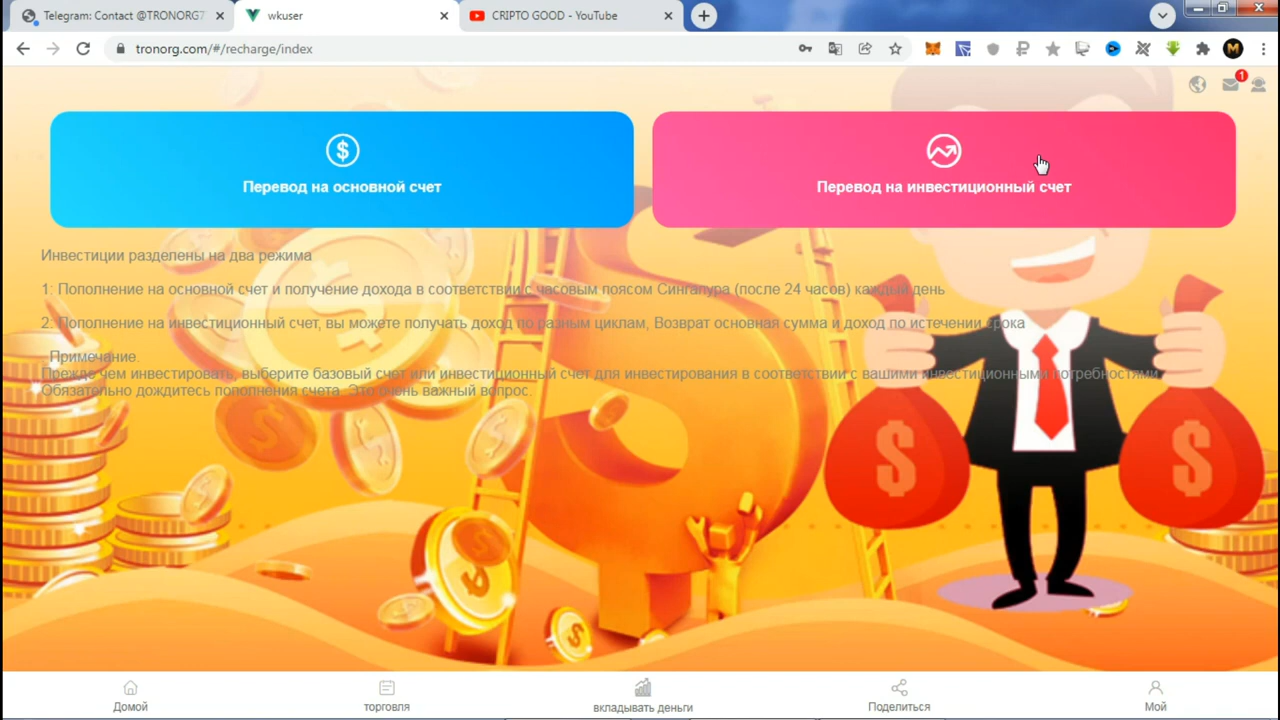 Telegram: Contact @TRONORG7
wkuser
CRIPTO GOOD - YouTube
tronorg.com/#/recharge/index
1
Перевод на основной счет
Перевод на инвестиционный счет
Инвестиции разделены на два режима
1: Пополнение на основной счет и получение дохода в соответствии с часовым поясом Сингапура (после 24 часов) каждый день
2: Пополнение на инвестиционный счет, вы можете получать доход по разным циклам, Возврат основная сумма и доход по истечении срока
Примечание.
Прежде чем инвестировать, выберите базовый счет или инвестиционный счет для инвестирования в соответствии с вашими инвестиционными потребностями.
Обязательно дождитесь пополнения счета. Это очень важный вопрос.
Домой
торговля
вкладывать деньги
Поделиться
Мой